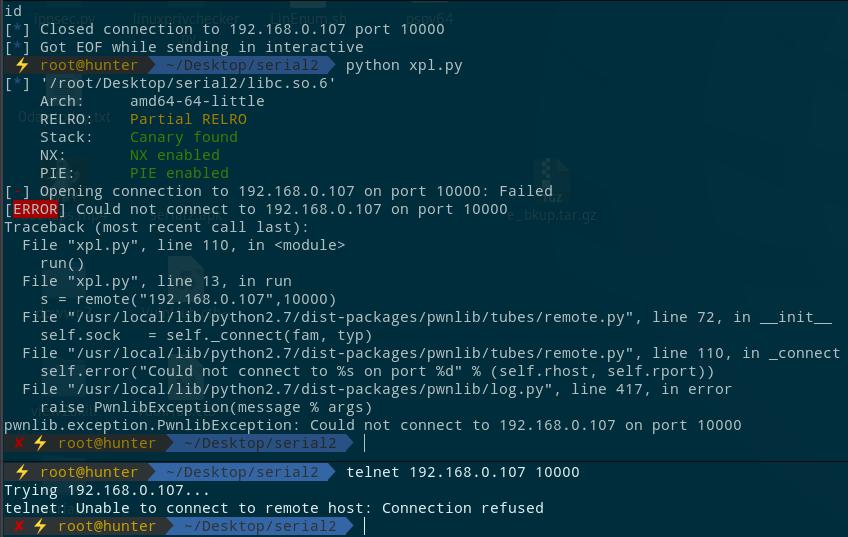 id
[*] Closed connection to 192.168.0.107 port 10000
[*] Got EOF while sending in interactive
⚡ root@hunter ~/Desktop/serial2 python xpl.py
[*] '/root/Desktop/serial2/libc.so.6'
    Arch:     amd64-64-little
    RELRO:    Partial RELRO
    Stack:    Canary found
    NX:       NX enabled
    PIE:      PIE enabled
[-] Opening connection to 192.168.0.107 on port 10000: Failed
[ERROR] Could not connect to 192.168.0.107 on port 10000
Traceback (most recent call last):
  File "xpl.py", line 110, in <module>
    run()
  File "xpl.py", line 13, in run
    s = remote("192.168.0.107",10000)
  File "/usr/local/lib/python2.7/dist-packages/pwnlib/tubes/remote.py", line 72, in __init__
    self.sock   = self._connect(fam, typ)
  File "/usr/local/lib/python2.7/dist-packages/pwnlib/tubes/remote.py", line 110, in _connect
    self.error("Could not connect to %s on port %d" % (self.rhost, self.rport))
  File "/usr/local/lib/python2.7/dist-packages/pwnlib/log.py", line 417, in error
    raise PwnlibException(message % args)
pwnlib.exception.PwnlibException: Could not connect to 192.168.0.107 on port 10000
✘ ⚡ root@hunter ~/Desktop/serial2
⚡ root@hunter ~/Desktop/serial2 telnet 192.168.0.107 10000
Trying 192.168.0.107...
telnet: Unable to connect to remote host: Connection refused
✘ ⚡ root@hunter ~/Desktop/serial2
linuxprivchecker
LinEnum.sh
pspy64
e_bkup.tar.gz